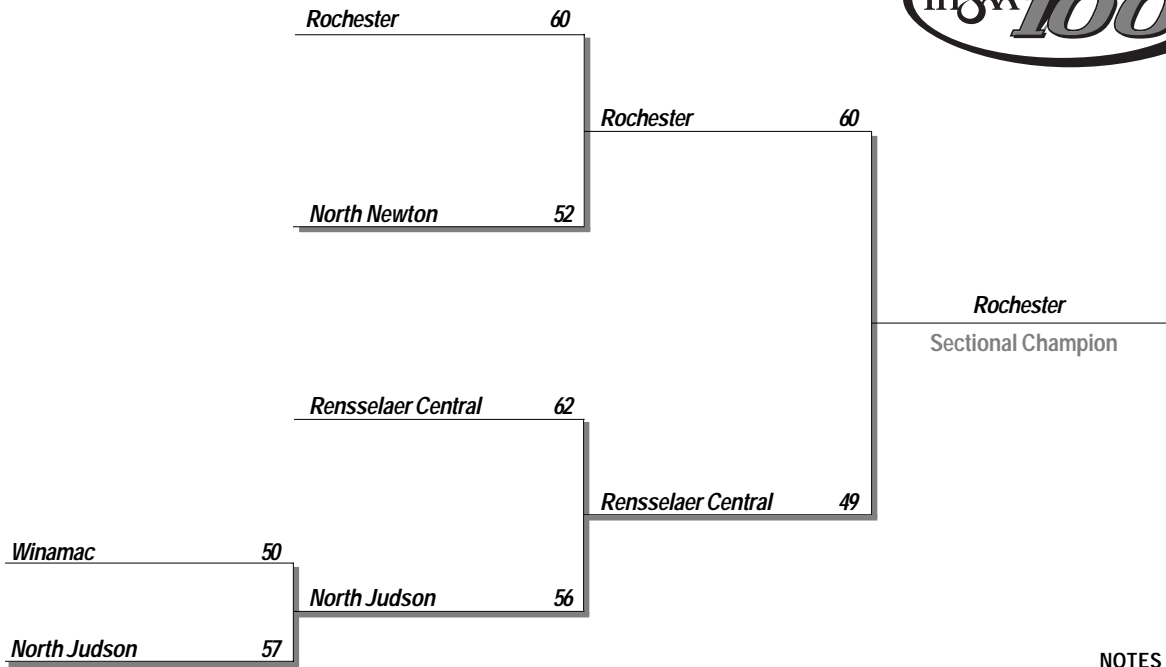 Rochester 60
100
Rochester 60
North Newton 52
Rochester
Sectional Champion
Rensselaer Central 62
Rensselaer Central 49
Winamac 50
North Judson 56
North Judson 57
NOTES